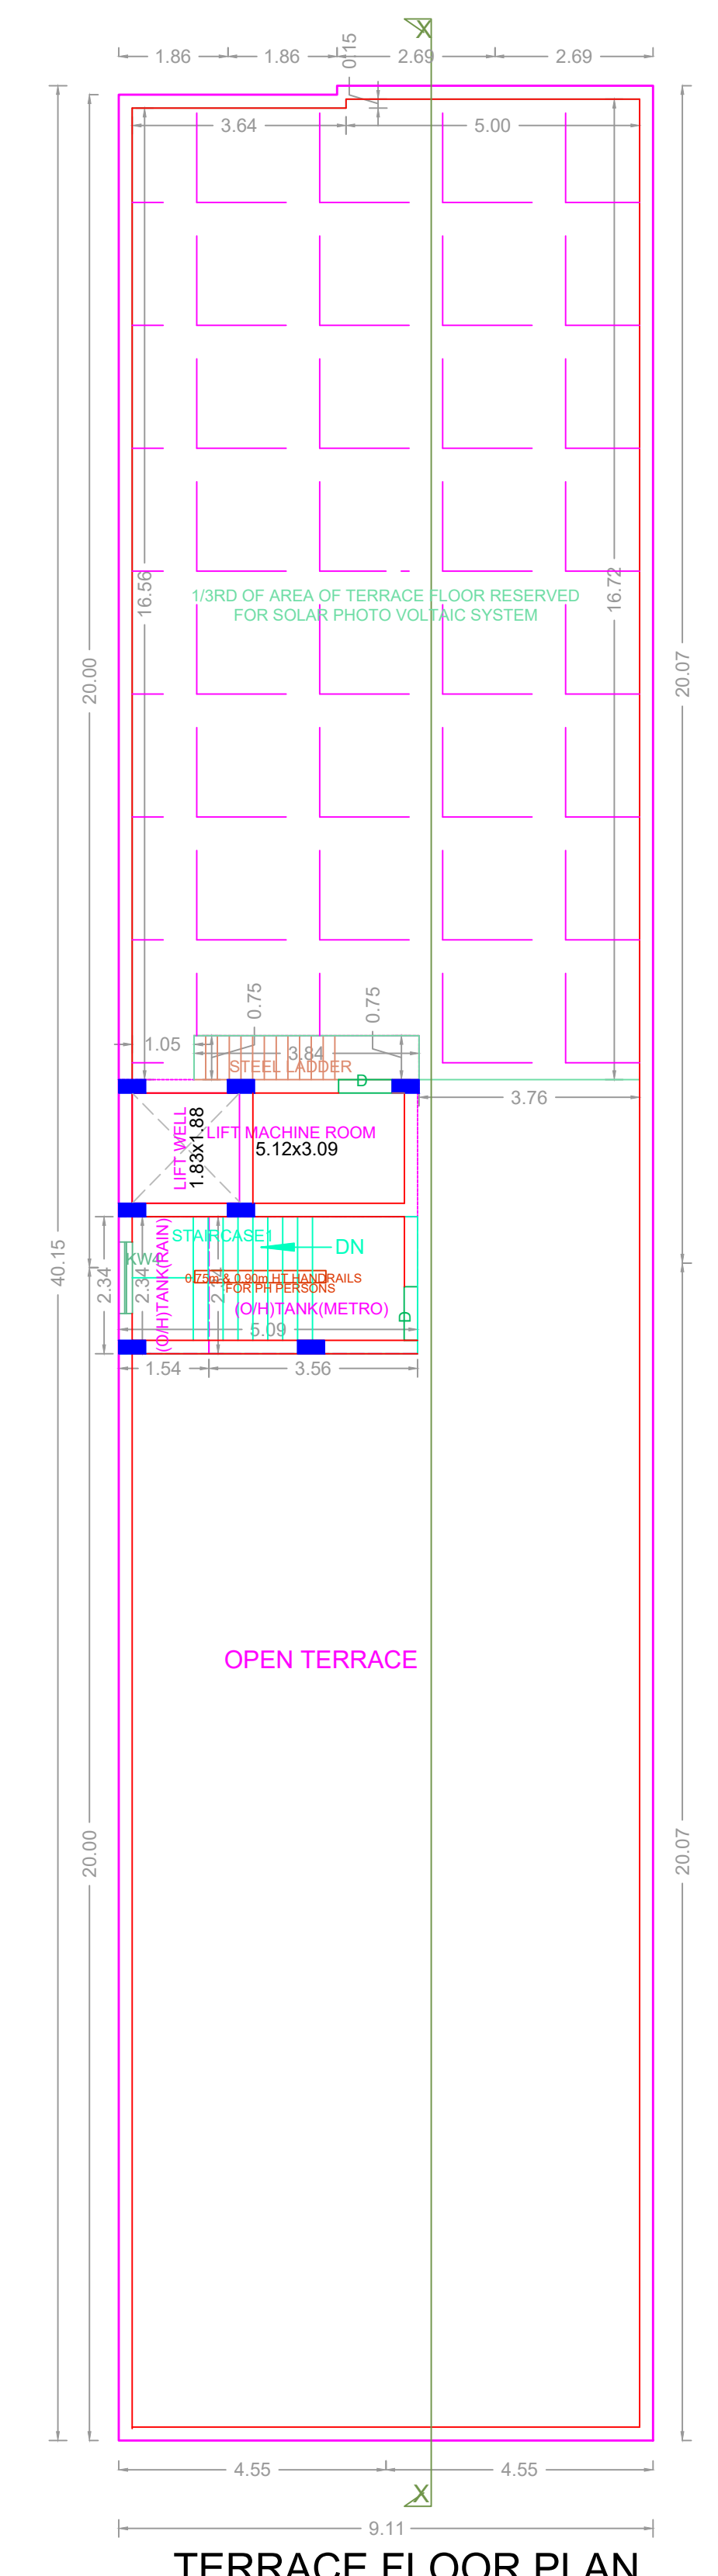 X
0.15
1.86
1.86
2.69
2.69
3.64
5.00
16.56
16.72
1/3RD OF AREA OF TERRACE FLOOR RESERVED
FOR SOLAR PHOTO VOLTAIC SYSTEM
20.00
20.07
0.75
0.75
1.05
3.84
STEEL LADDER
D
3.76
LIFT WELL
1.83x1.88
LIFT MACHINE ROOM
5.12x3.09
STAIRCASE1
DN
40.15
2.34
KW4
2.34
(O/H)TANK(RAIN)
0.75m & 0.90m HT HANDRAILS
FOR PH PERSONS
(O/H)TANK(METRO)
D
5.09
1.54
3.56
OPEN TERRACE
20.00
20.07
4.55
4.55
X
9.11
TERRACE FLOOR PLAN